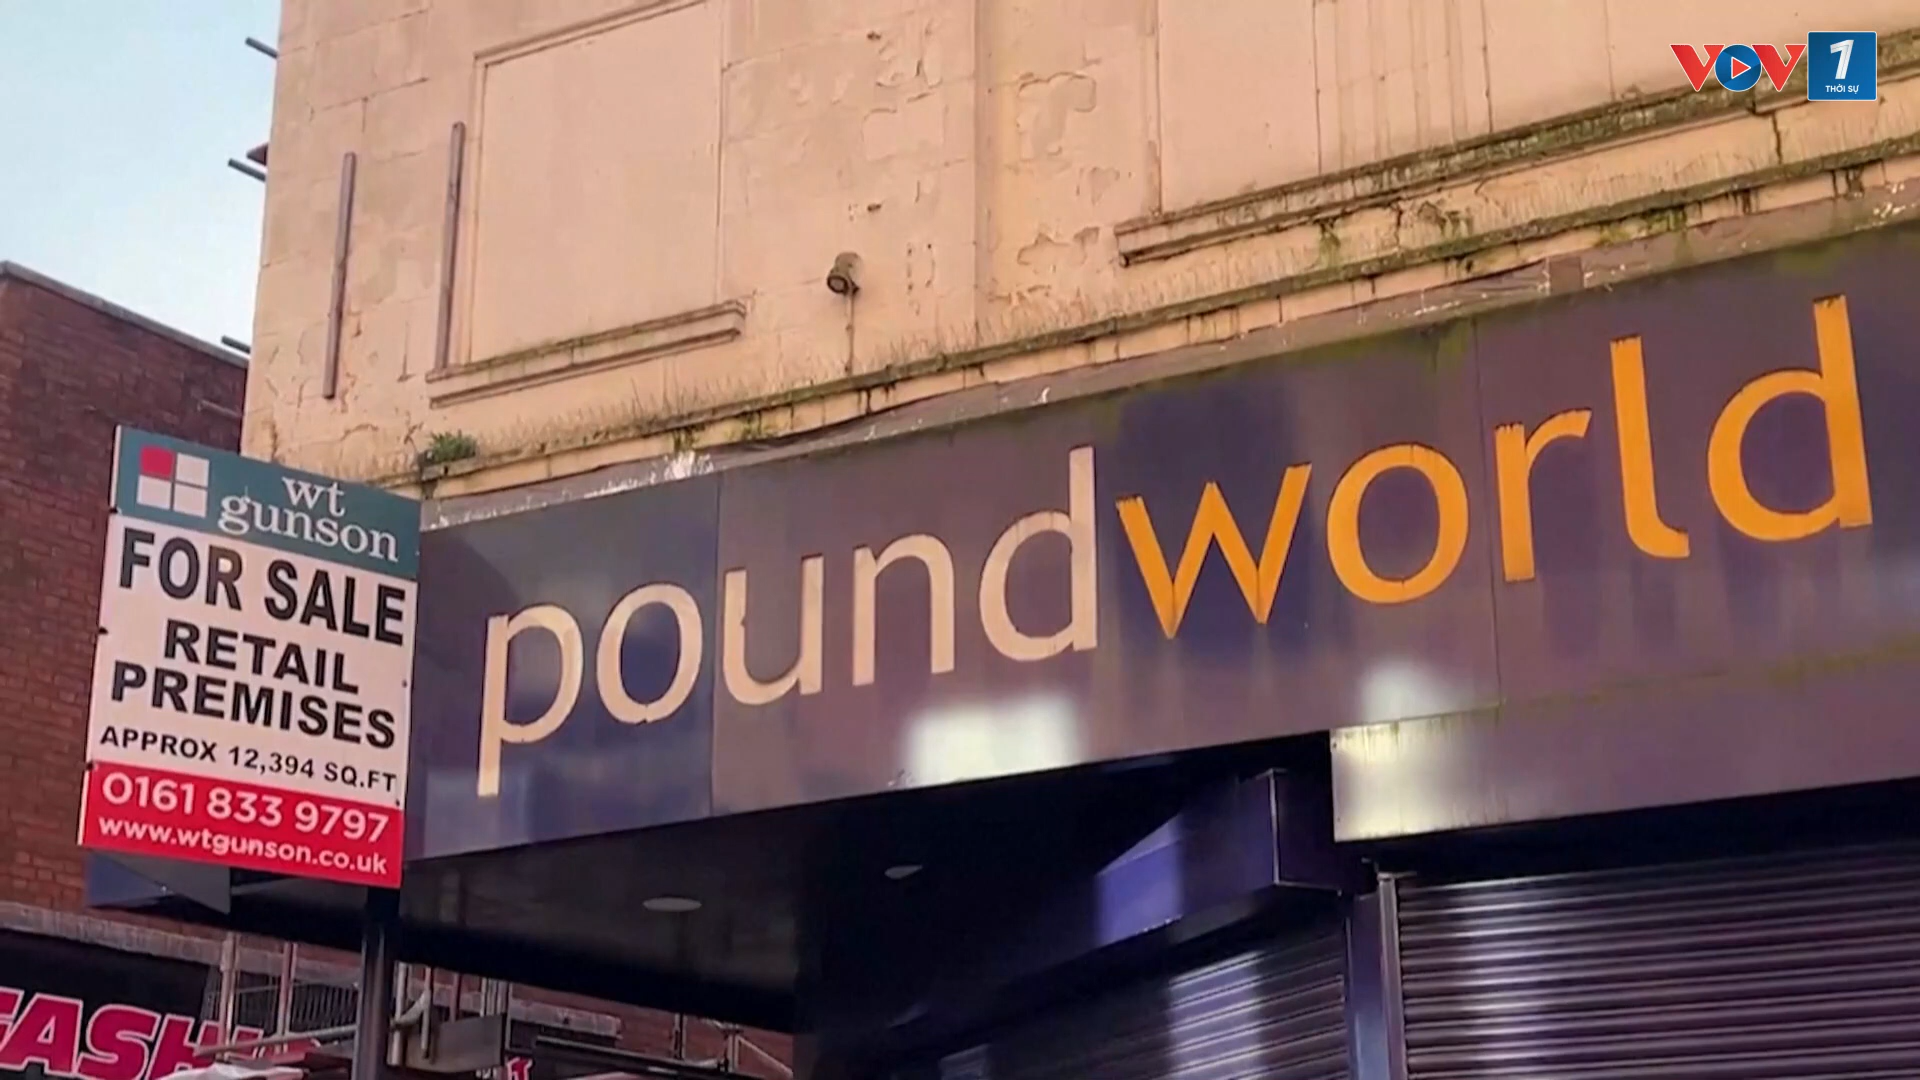 VOV 1
THỜI SỰ
wt
gunson
FOR SALE
RETAIL
PREMISES
APPROX 12,394 SQ.FT
0161 833 9797
www.wtgunson.co.uk
poundworld